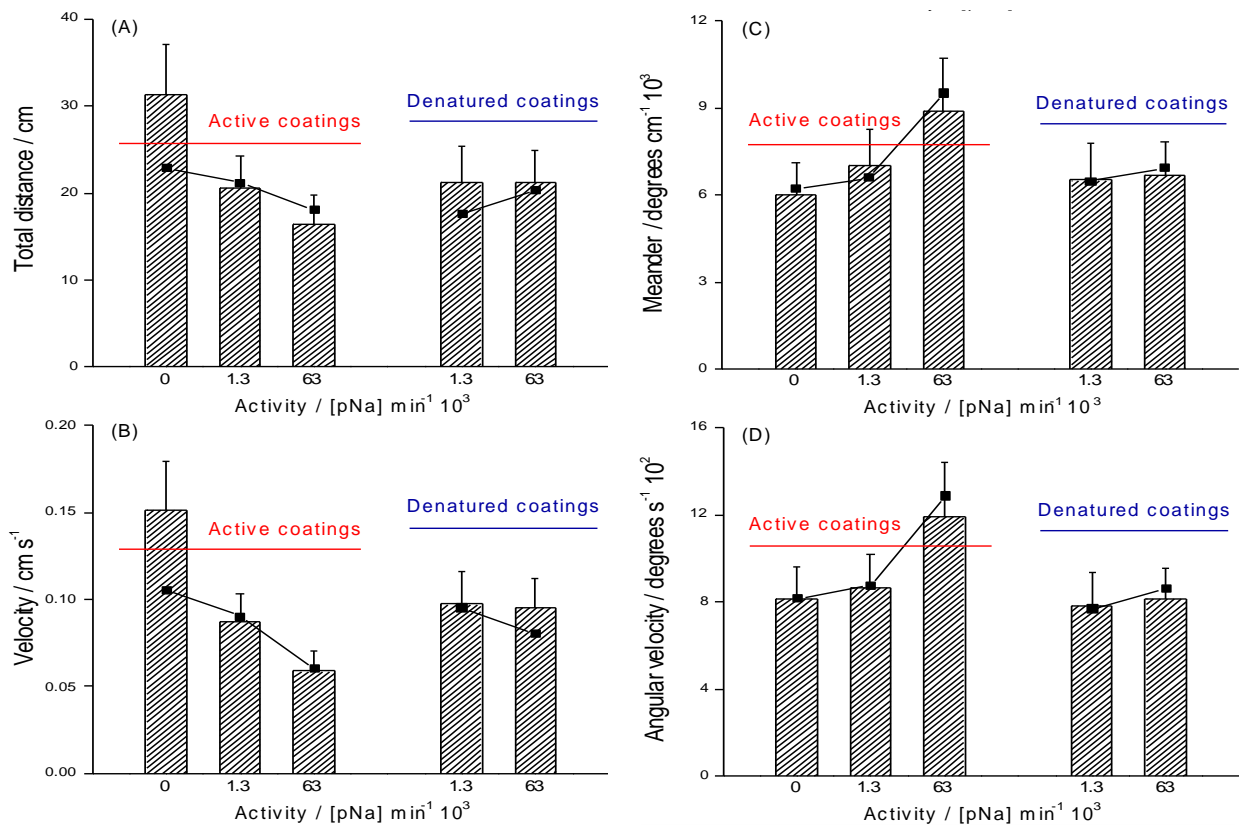 (A)
Total distance / cm
40
30
20
10
0
Active coatings
Denatured coatings
0 1.3 63 1.3 63
Activity / [pNa] min⁻¹ 10³
(C)
Meander / degrees cm⁻¹ 10³
12
9
6
3
0
Active coatings
Denatured coatings
0 1.3 63 1.3 63
Activity / [pNa] min⁻¹ 10³
(B)
Velocity / cm s⁻¹
0.20
0.15
0.10
0.05
0.00
Active coatings
Denatured coatings
0 1.3 63 1.3 63
Activity / [pNa] min⁻¹ 10³
(D)
Angular velocity / degrees s⁻¹ 10²
16
12
8
4
0
Active coatings
Denatured coatings
0 1.3 63 1.3 63
Activity / [pNa] min⁻¹ 10³